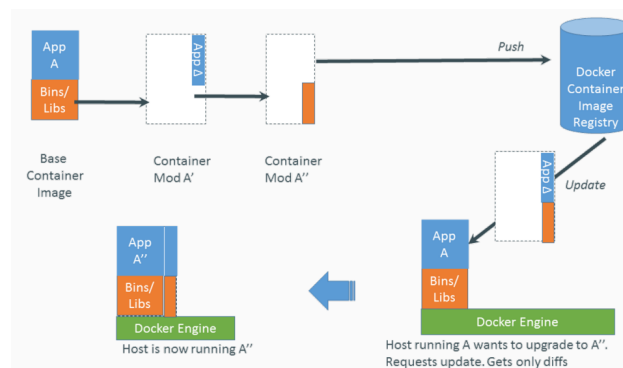 App
A
Bins/
Libs
Base
Container
Image
App Δ
Container
Mod A'
Container
Mod A''
Push
Docker
Container
Image
Registry
App Δ
Update
App
A
Bins/
Libs
Docker Engine
Host running A wants to upgrade to A''.
Requests update. Gets only diffs
App
A''
Bins/
Libs
Docker Engine
Host is now running A''